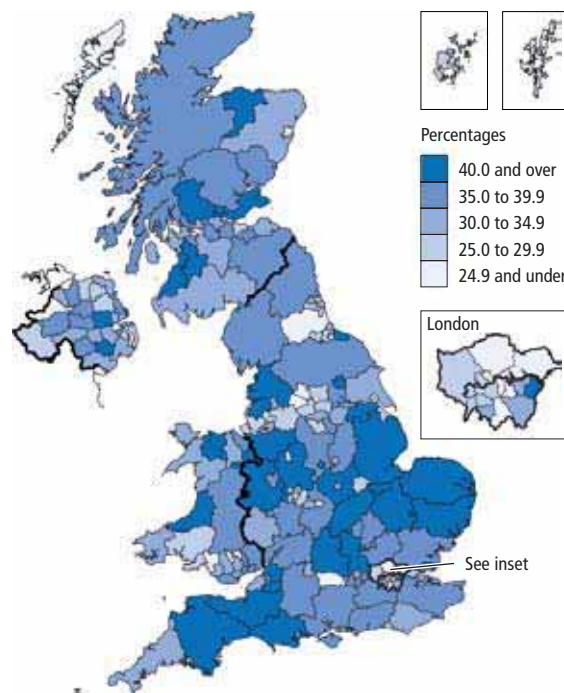 Percentages
40.0 and over
35.0 to 39.9
30.0 to 34.9
25.0 to 29.9
24.9 and under
London
See inset